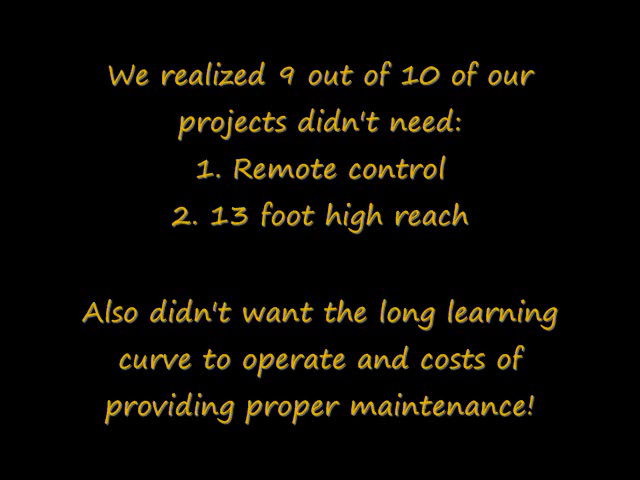 We realized 9 out of 10 of our
projects didn't need:
1. Remote control
2. 13 foot high reach
Also didn't want the long learning
curve to operate and costs of
providing proper maintenance!